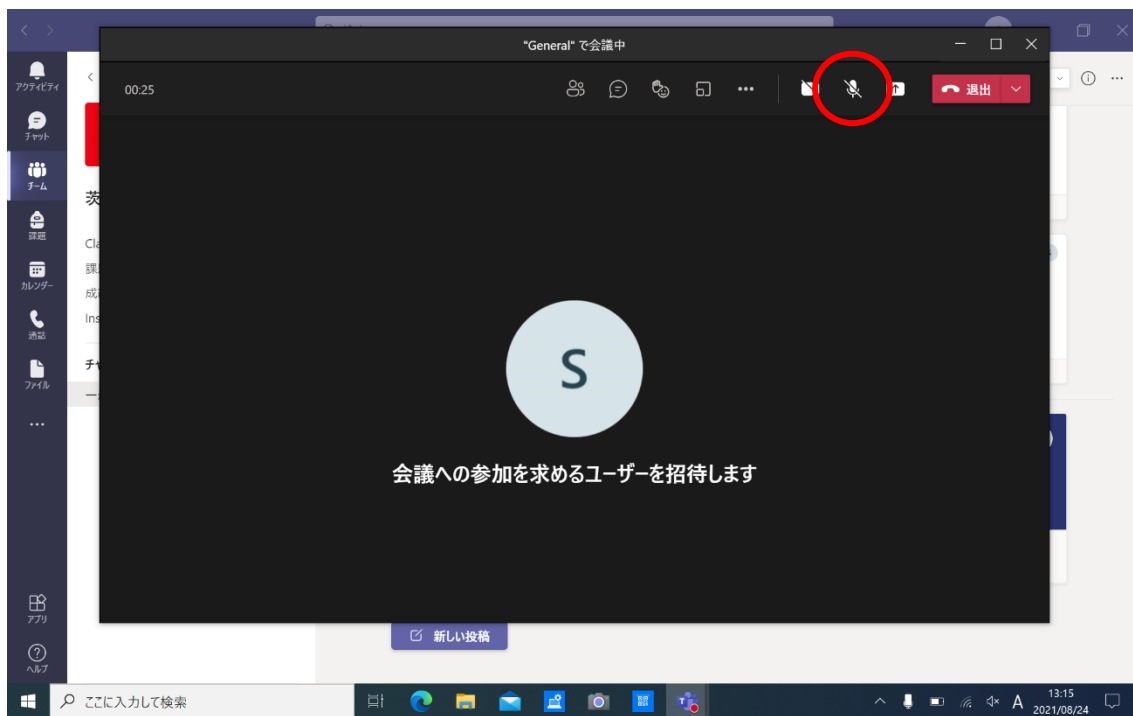 "General" で会議中
00:25
退出
アクティビティ
チャット
チーム
課題
カレンダー
通話
ファイル
アプリ
ヘルプ
茨
Cla
Ins
S
会議への参加を求めるユーザーを招待します
新しい投稿
ここに入力して検索
A
13:15
2021/08/24